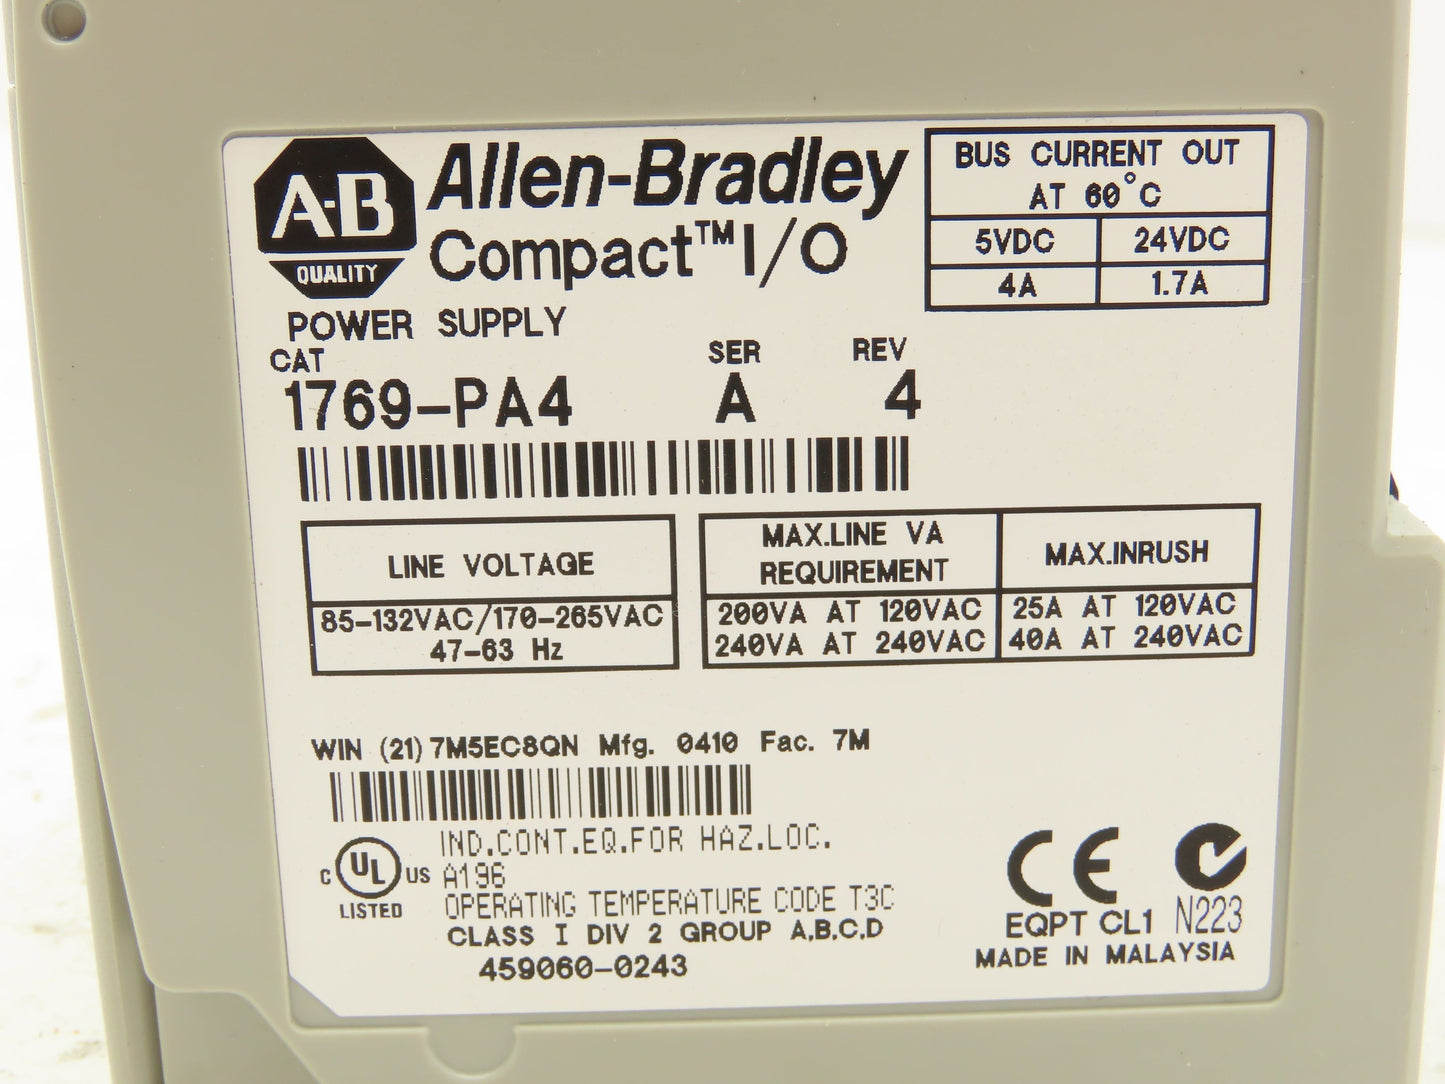 A-B
QUALITY
Allen-Bradley
Compact™ I/O
POWER SUPPLY
BUS CURRENT OUT
AT 60°C
5VDC 24VDC
4A 1.7A
CAT SER REV
1769-PA4 A 4
LINE VOLTAGE
85-132VAC/170-265VAC
47-63 Hz
MAX.LINE VA
REQUIREMENT
MAX.INRUSH
200VA AT 120VAC 25A AT 120VAC
240VA AT 240VAC 40A AT 240VAC
WIN (21) 7M5EC8QN Mfg. 0410 Fac. 7M
C UL US
LISTED
IND.CONT.EQ.FOR HAZ.LOC.
A196
OPERATING TEMPERATURE CODE T3C
CLASS I DIV 2 GROUP A,B,C,D
459060-0243
CE
EQPT CL1 N223
MADE IN MALAYSIA